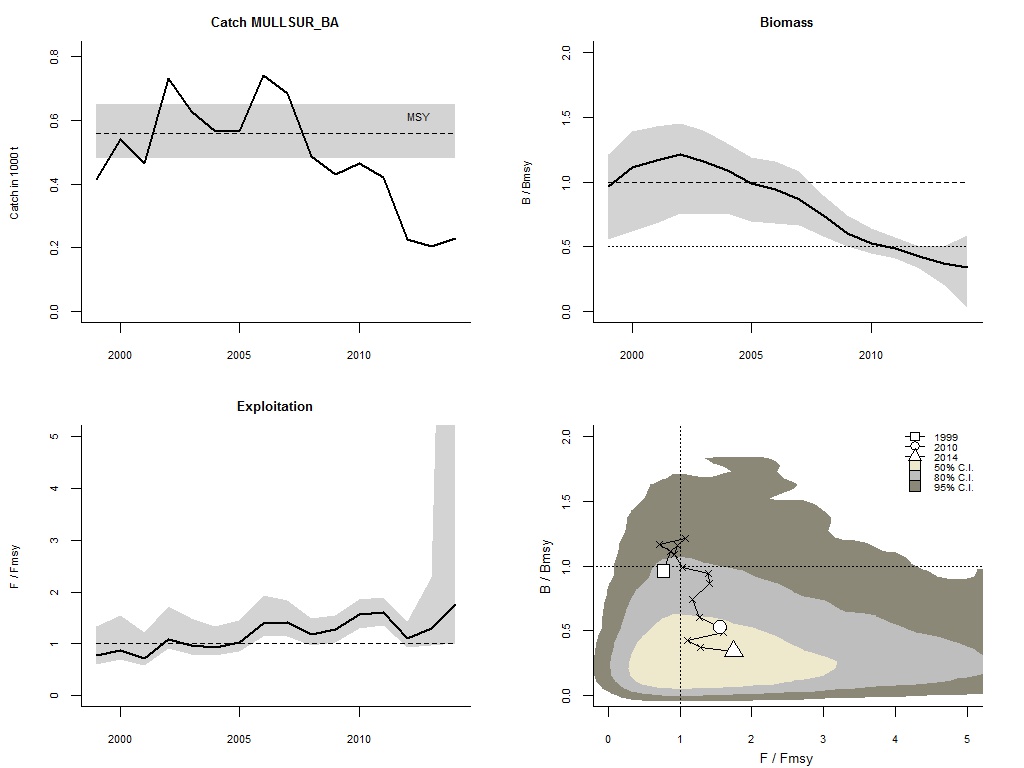 Catch MULLSUR_BA
Catch in 1000 t
0.8
0.6
0.4
0.2
0.0
MSY
2000 2005 2010
Biomass
B / Bmsy
2.0
1.5
1.0
0.5
0.0
2000 2005 2010
Exploitation
F / Fmsy
5
4
3
2
1
0
2000 2005 2010
B / Bmsy
2.0
1.5
1.0
0.5
0.0
1999
2010
2014
50% C.I.
80% C.I.
95% C.I.
0 1 2 3 4 5
F / Fmsy